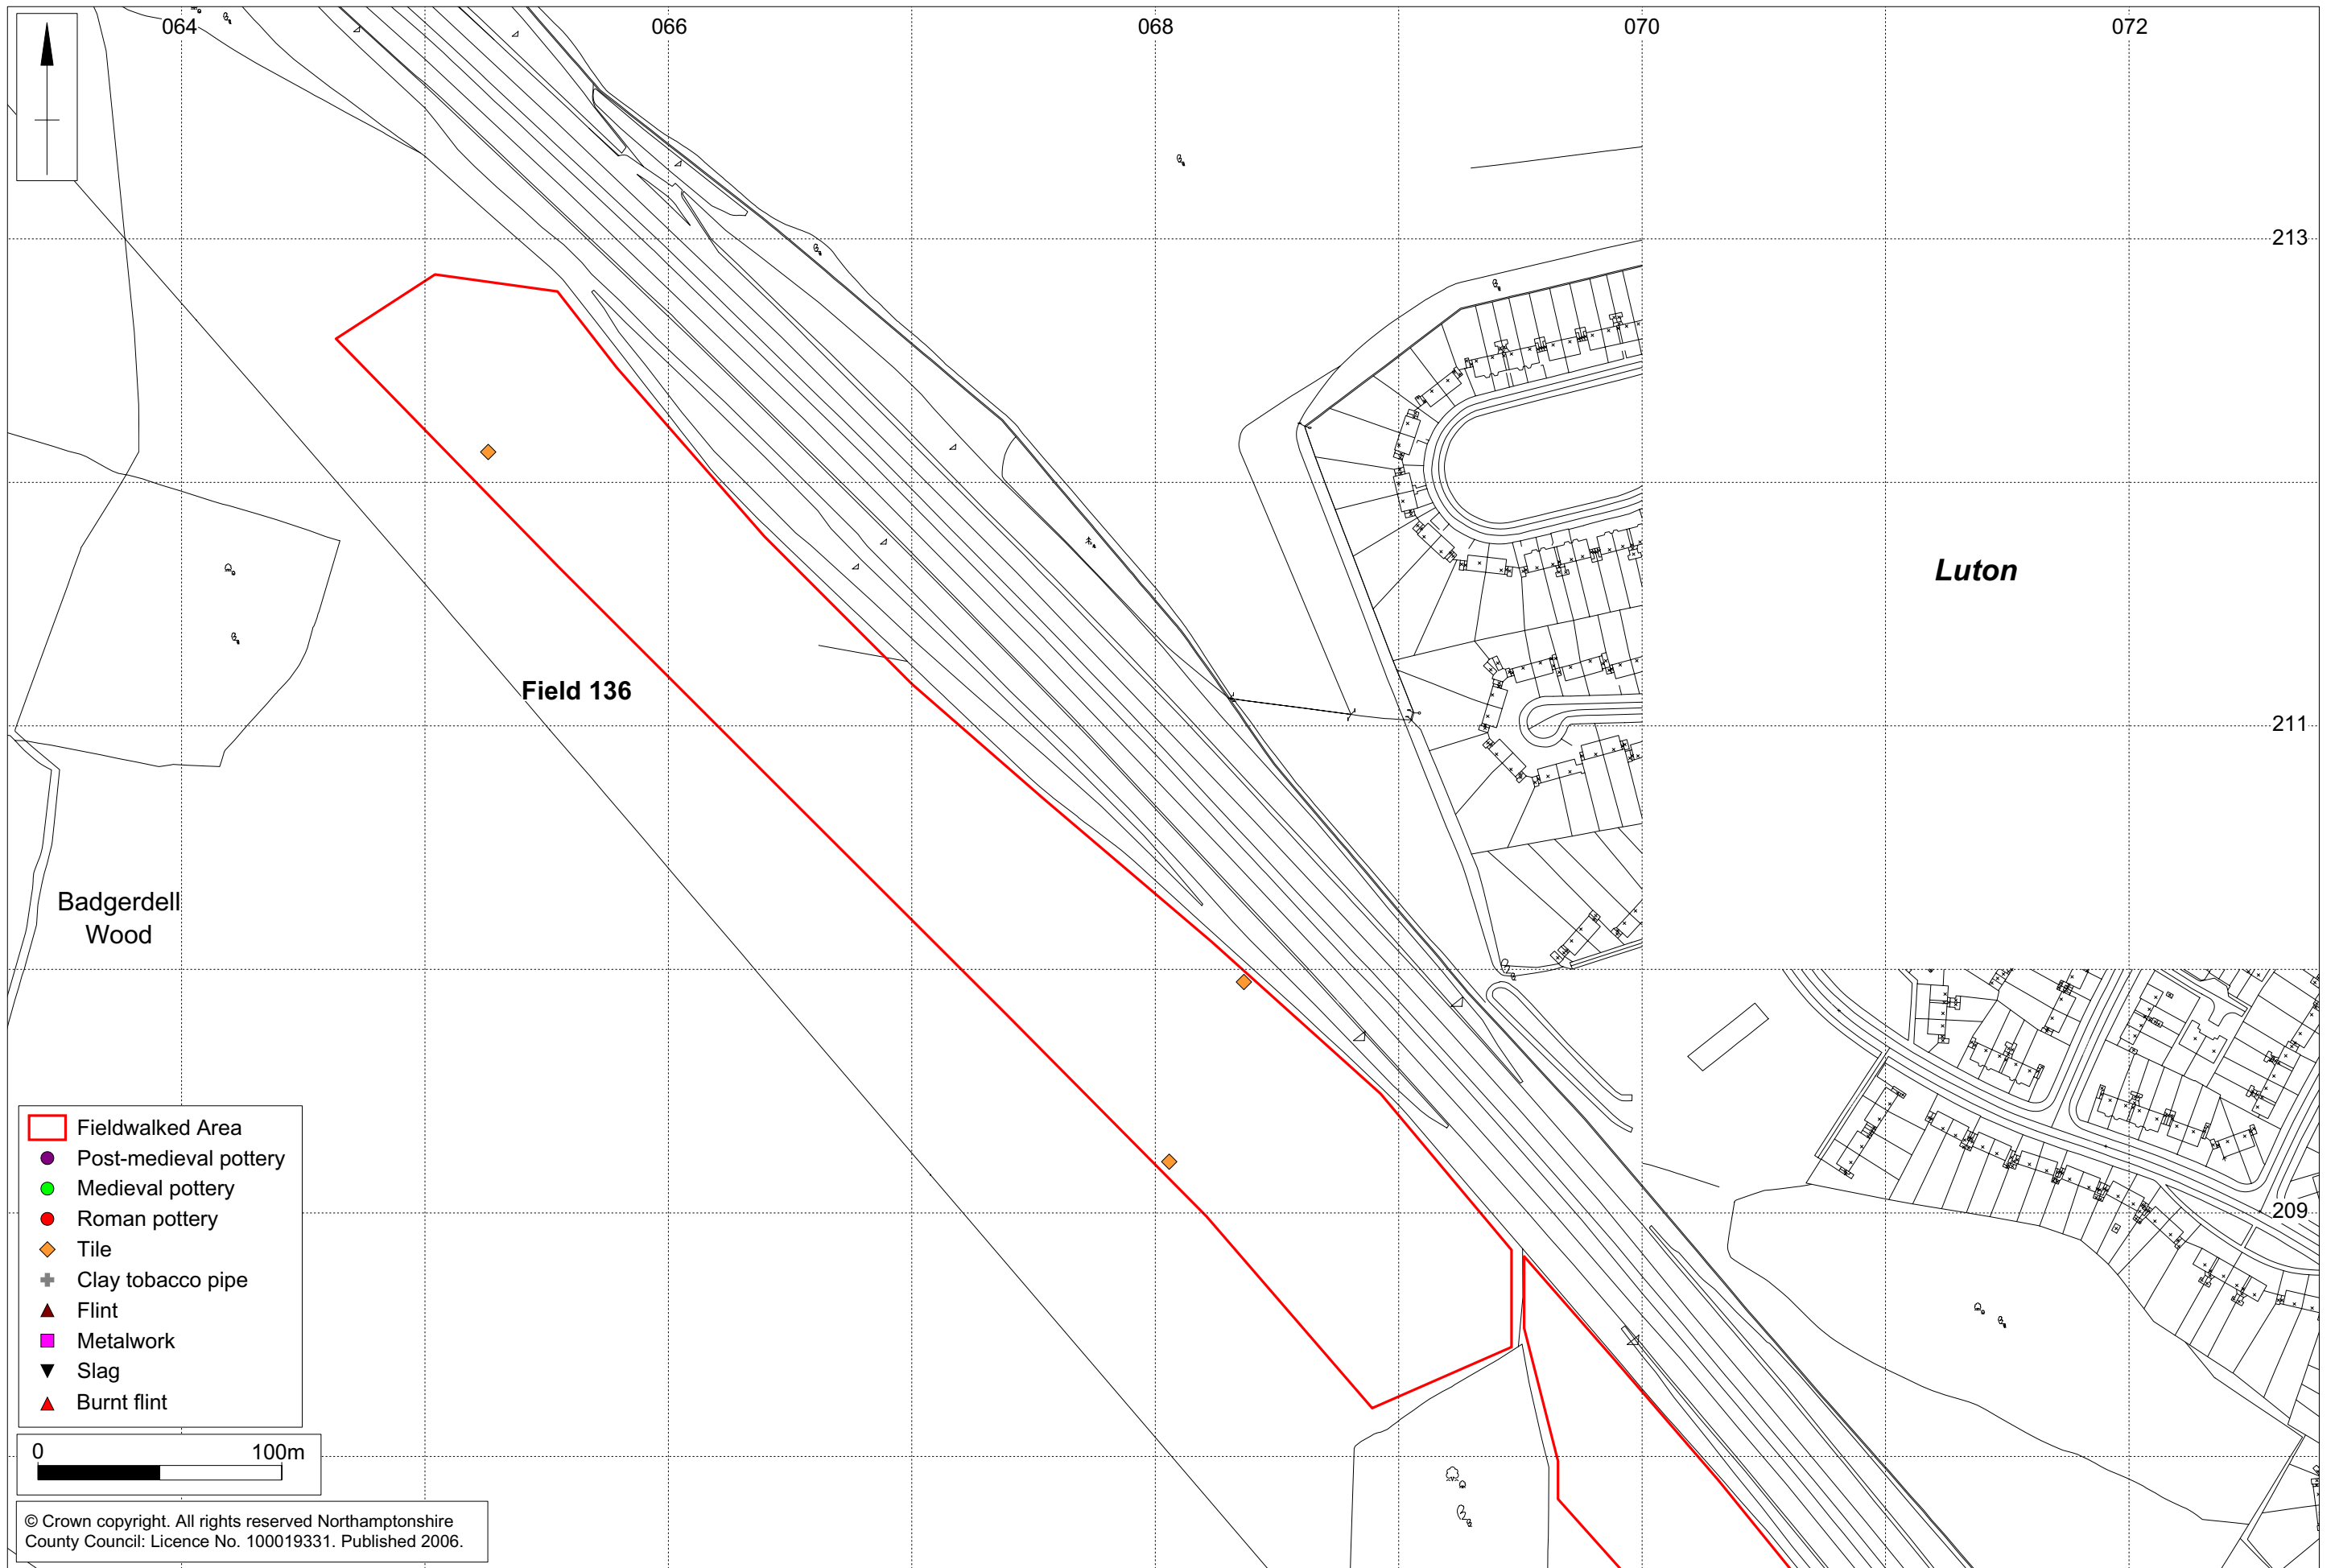 064
066
068
070
072
213
Luton
Field 136
211
Badgerdell
Wood
209
Fieldwalked Area
Post-medieval pottery
Medieval pottery
Roman pottery
Tile
Clay tobacco pipe
Flint
Metalwork
Slag
Burnt flint
0
100m
© Crown copyright. All rights reserved Northamptonshire
County Council: Licence No. 100019331. Published 2006.